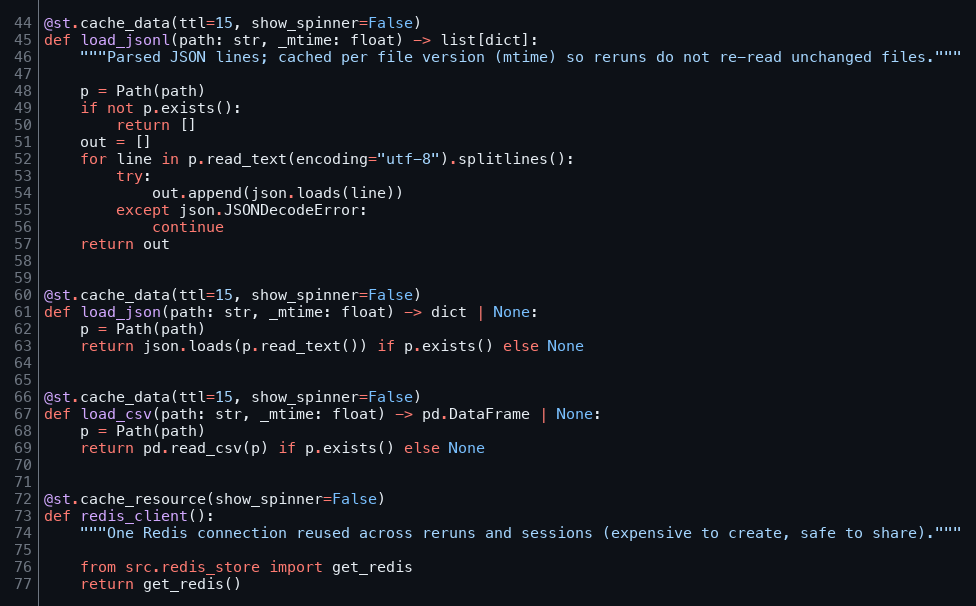 44 @st.cache_data(ttl=15, show_spinner=False)
45 def load_jsonl(path: str, _mtime: float) -> list[dict]:
46     """Parsed JSON lines; cached per file version (mtime) so reruns do not re-read unchanged files."""
47
48     p = Path(path)
49     if not p.exists():
50         return []
51     out = []
52     for line in p.read_text(encoding="utf-8").splitlines():
53         try:
54             out.append(json.loads(line))
55         except json.JSONDecodeError:
56             continue
57     return out
58
59
60 @st.cache_data(ttl=15, show_spinner=False)
61 def load_json(path: str, _mtime: float) -> dict | None:
62     p = Path(path)
63     return json.loads(p.read_text()) if p.exists() else None
64
65
66 @st.cache_data(ttl=15, show_spinner=False)
67 def load_csv(path: str, _mtime: float) -> pd.DataFrame | None:
68     p = Path(path)
69     return pd.read_csv(p) if p.exists() else None
70
71
72 @st.cache_resource(show_spinner=False)
73 def redis_client():
74     """One Redis connection reused across reruns and sessions (expensive to create, safe to share)."""
75
76     from src.redis_store import get_redis
77     return get_redis()